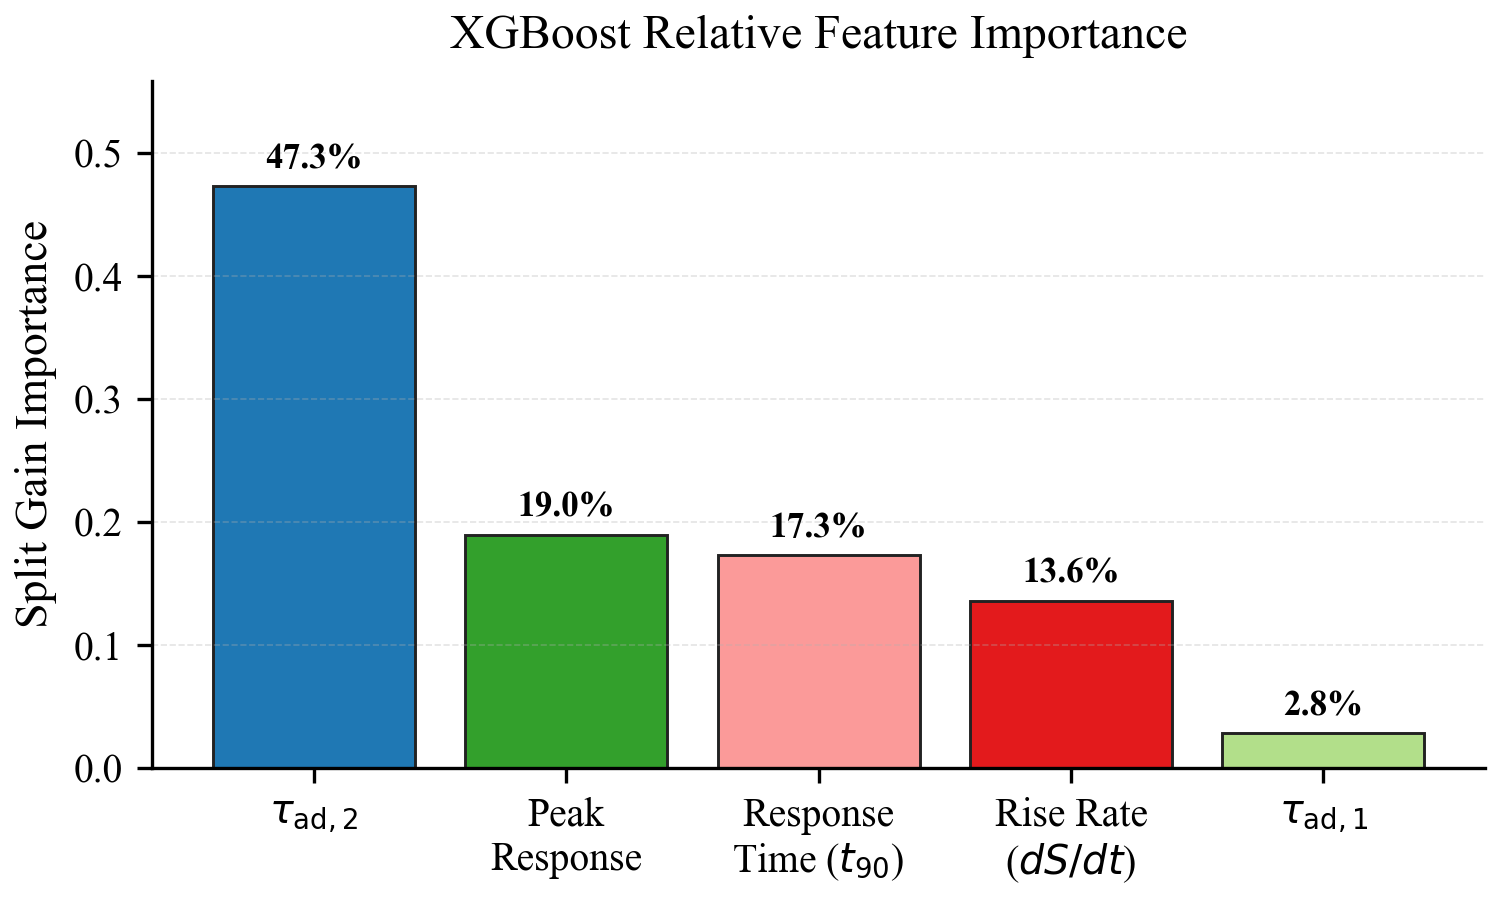 XGBoost Relative Feature Importance
Split Gain Importance
0.5
0.4
0.3
0.2
0.1
0.0
47.3%
19.0%
17.3%
13.6%
2.8%
τad, 2
Peak
Response
Response
Time (t90)
Rise Rate
(dS/dt)
τad, 1